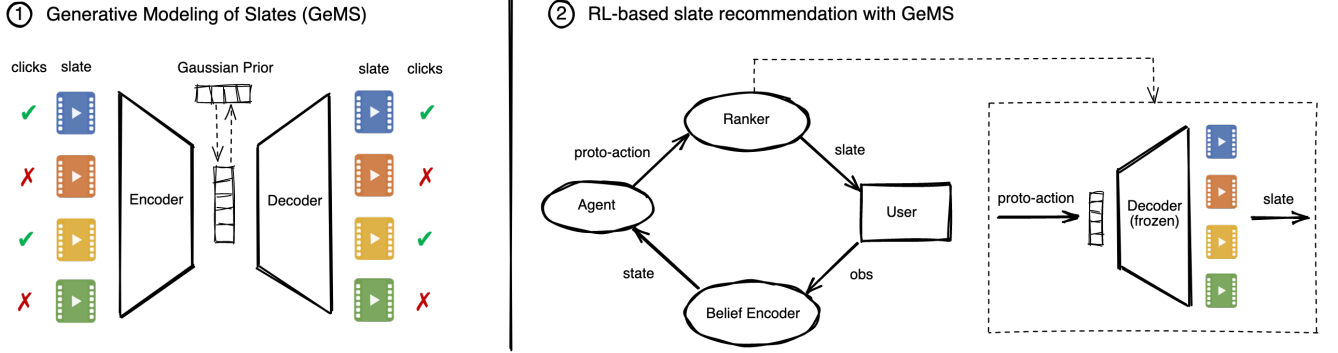 1 Generative Modeling of Slates (GeMS)
clicks slate Gaussian Prior slate clicks
Encoder Decoder
2 RL-based slate recommendation with GeMS
Ranker
proto-action slate
Agent User
state obs
Belief Encoder
proto-action Decoder slate
(frozen)